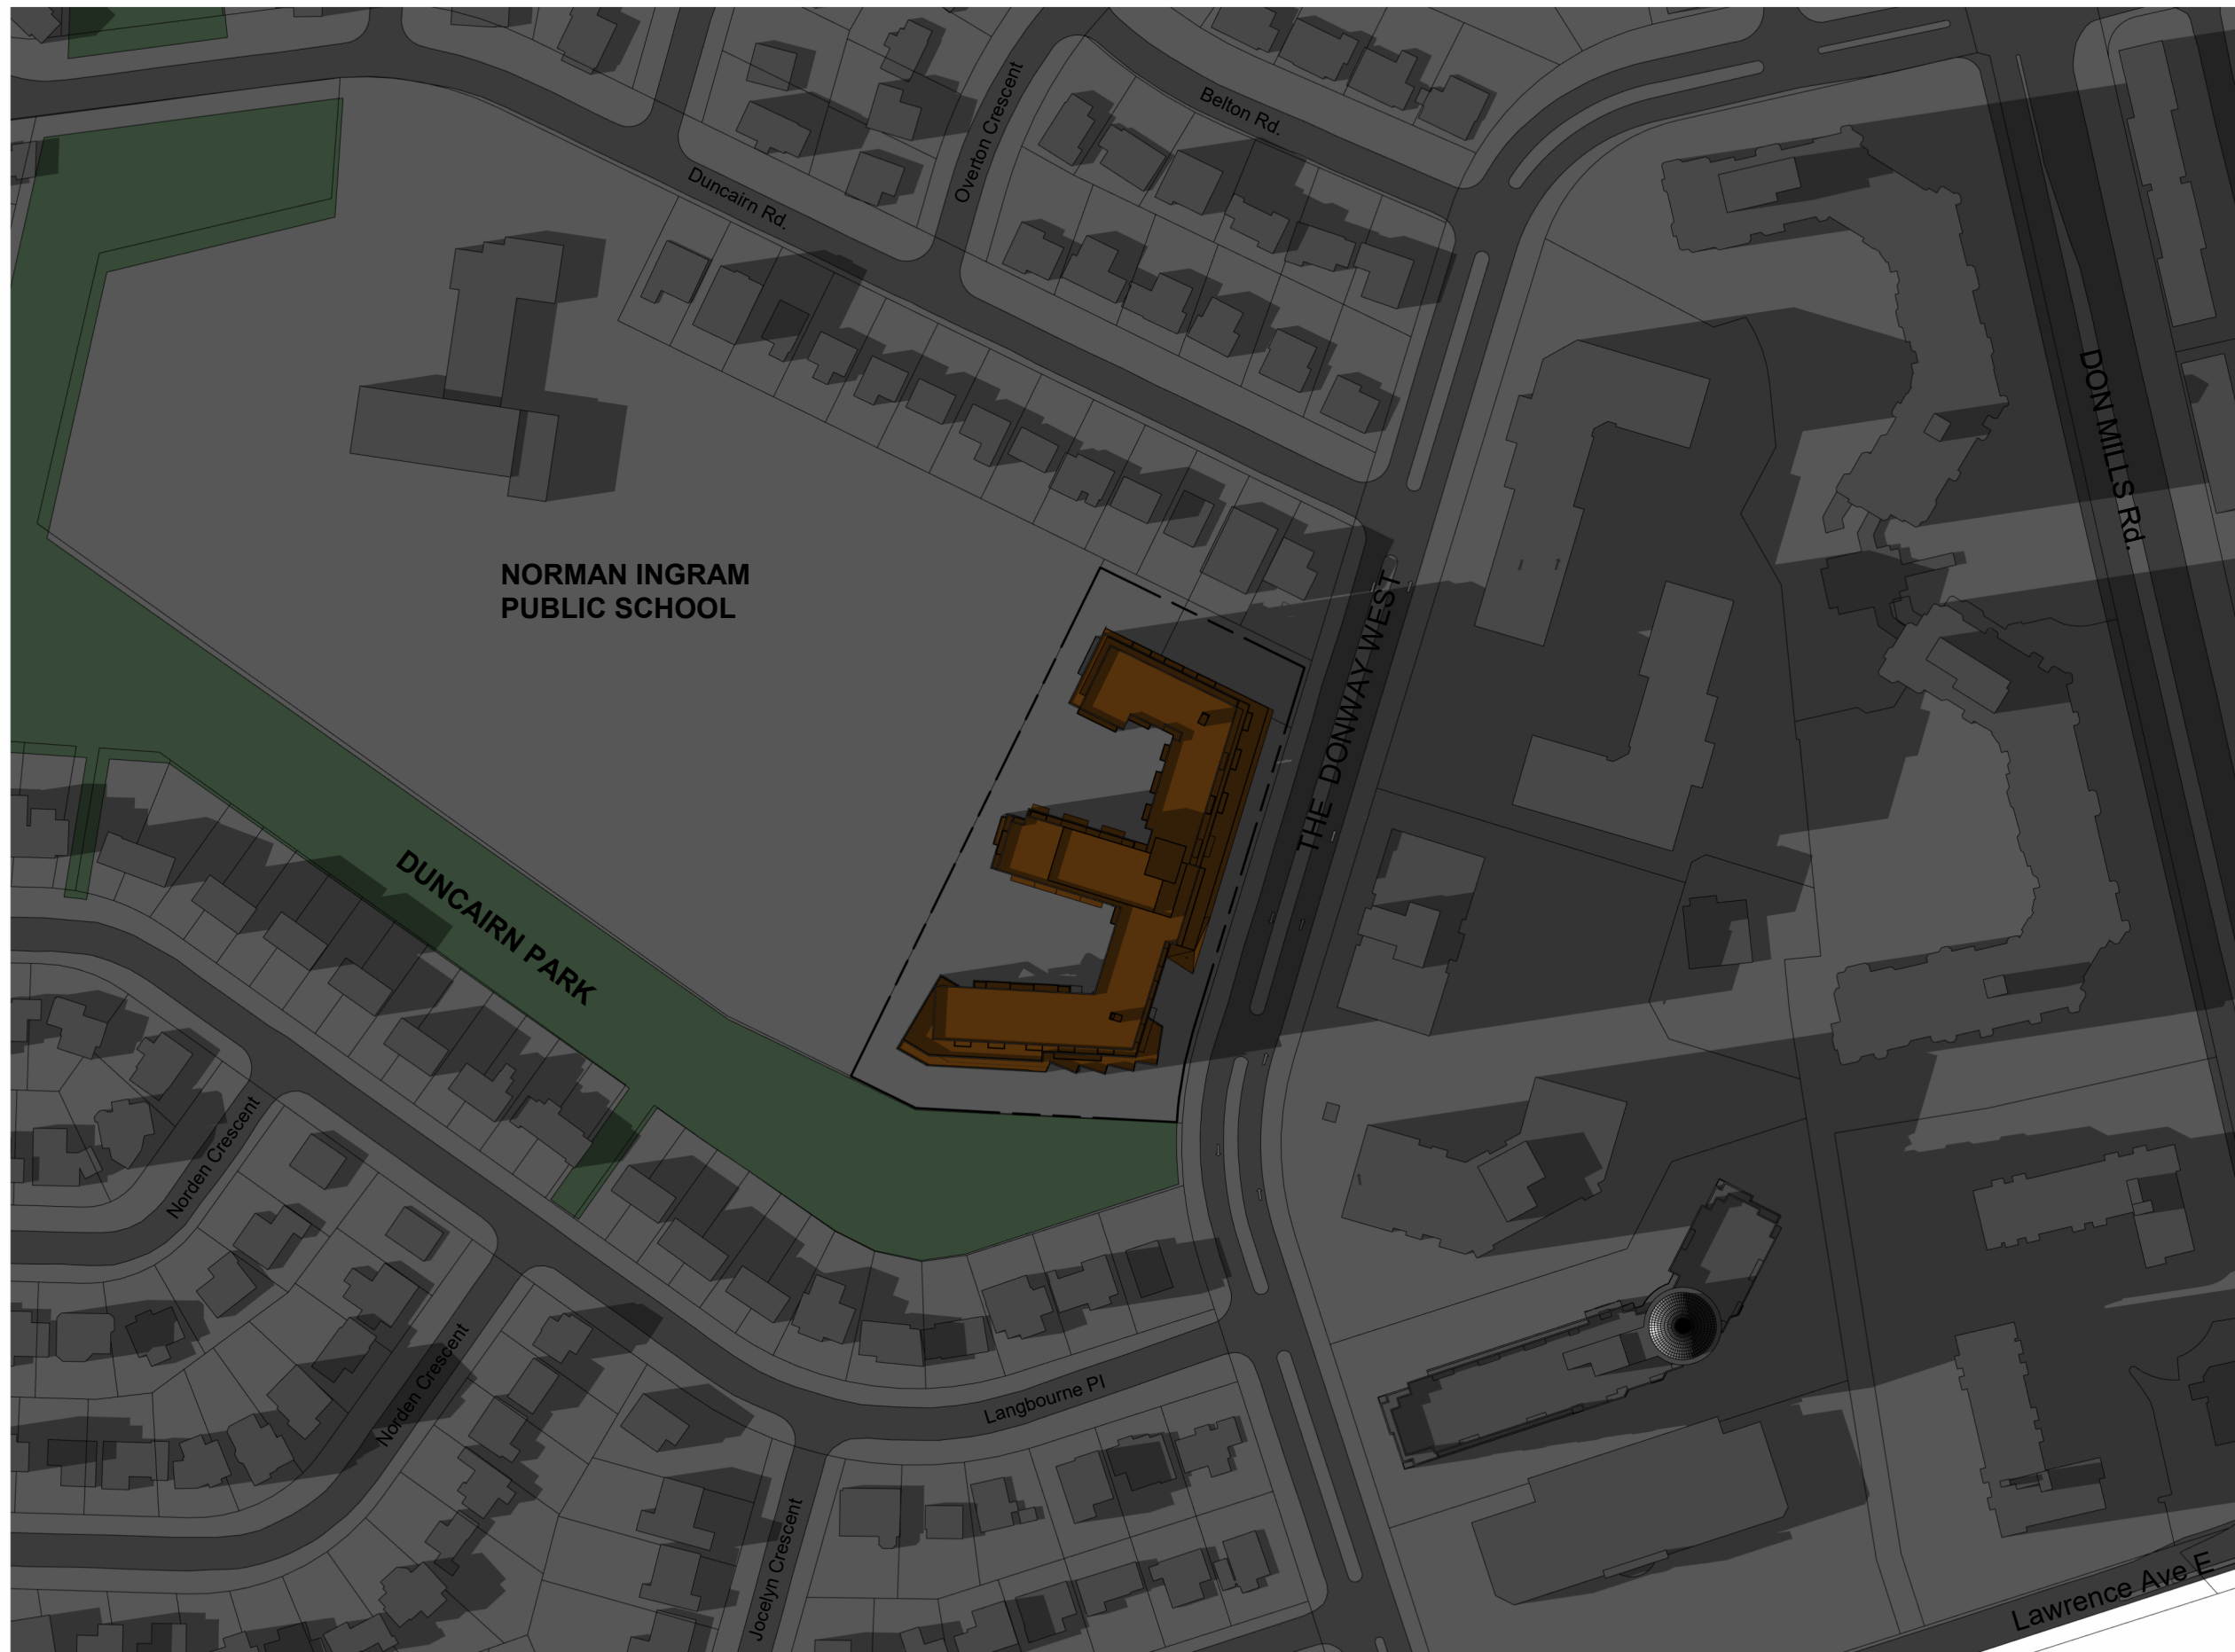 Belton Rd.
Overton Crescent
Duncairn Rd.
DON MILLS Rd.
NORMAN INGRAM
PUBLIC SCHOOL
THE DONWAY WEST
DUNCAIRN PARK
Norden Crescent
Norden Crescent
Langbourne Pl
Jocelyn Crescent
Lawrence Ave E